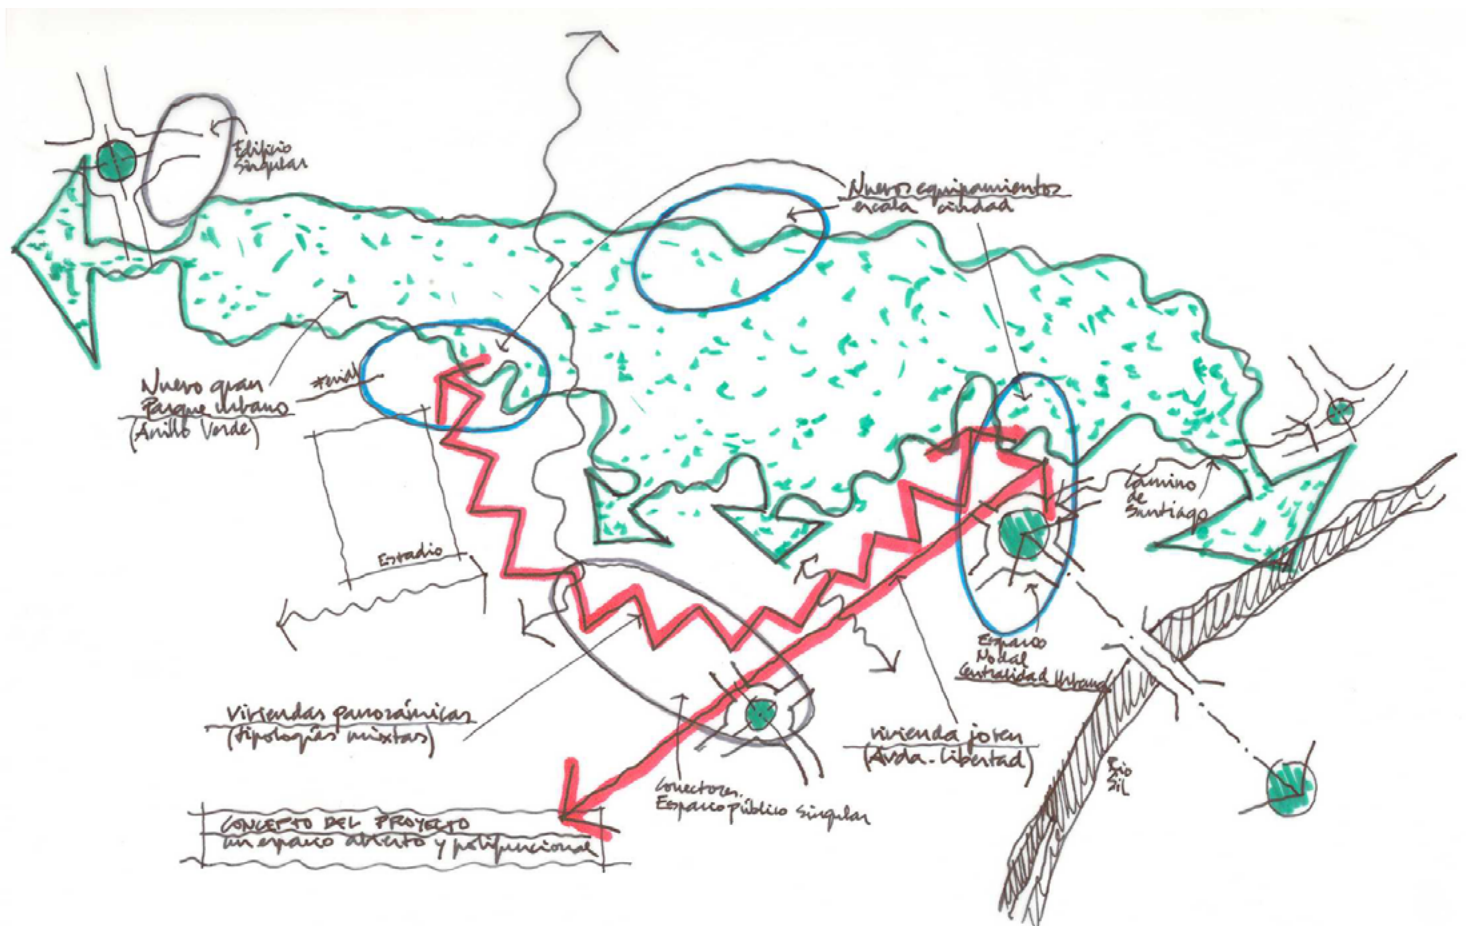 Edificio
Singular
Nuevos equipamientos
escala ciudad
Nuevo gran
Parque Urbano
(Anillo Verde)
Estadio
Camino
de
Santiago
Espacio
Nodal
Centralidad Urbana
Viviendas panorámicas
(tipologías mixtas)
vivienda joven
(Avda. Libertad)
Conectores.
Espacio público Singular
Río
Sil
CONCEPTO DEL PROYECTO
un espacio abierto y polifuncional